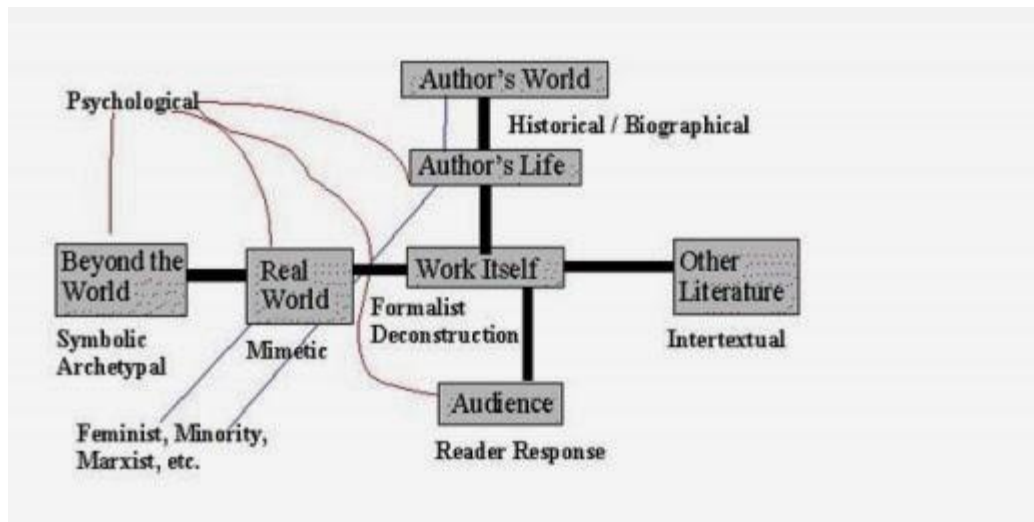 Author's World
Psychological
Historical / Biographical
Author's Life
Beyond the
World
Real
World
Work Itself
Other
Literature
Symbolic
Archetypal
Mimetic
Formalist
Deconstruction
Intertextual
Audience
Feminist, Minority,
Marxist, etc.
Reader Response